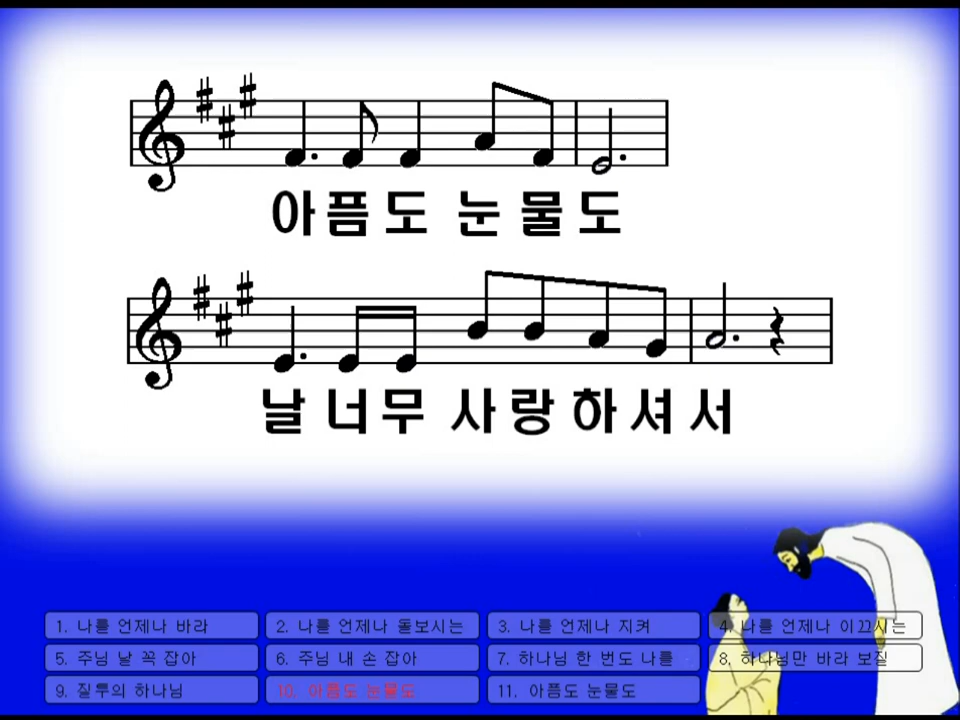 아픔도 눈물도
날 너무 사랑하셔서
1. 나를 언제나 바라
2. 나를 언제나 돌보시는
3. 나를 언제나 지켜
4. 나를 언제나 이끄시는
5. 주님 날 꼭 잡아
6. 주님 내 손 잡아
7. 하나님 한 번도 나를
8. 하나님만 바라 보질
9. 질투의 하나님
10. 아픔도 눈물도
11. 아픔도 눈물도